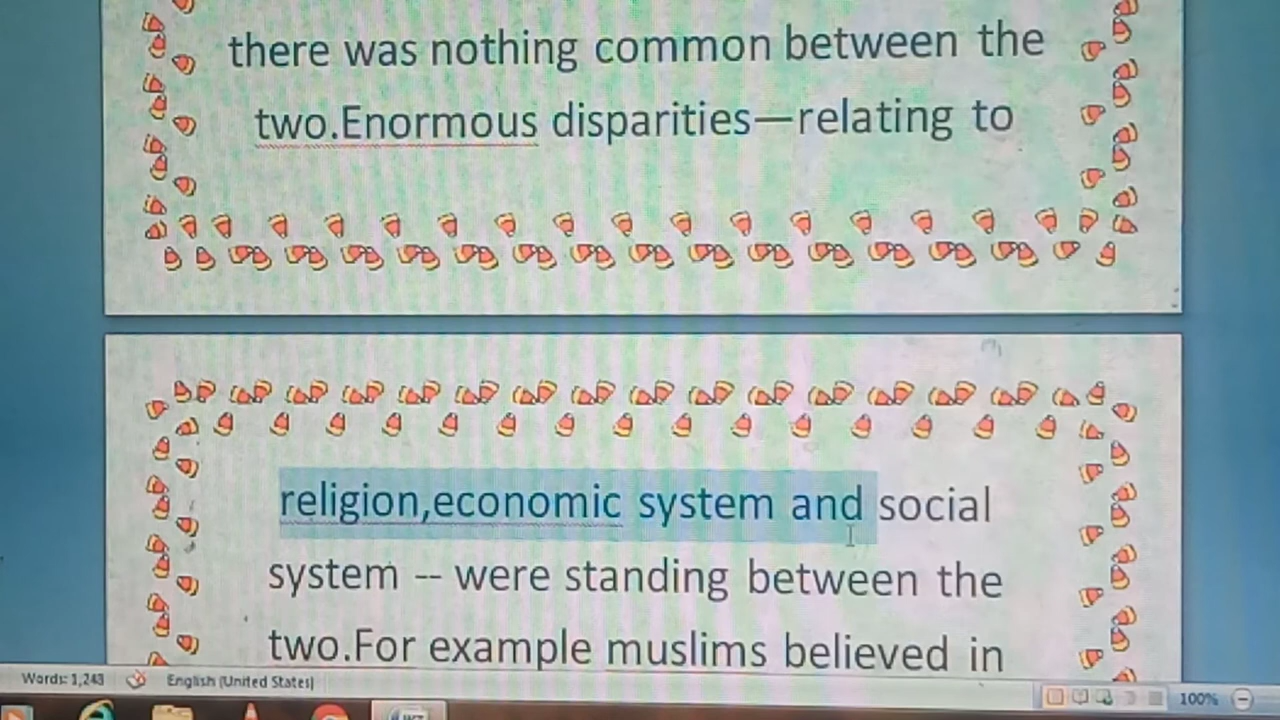 there was nothing common between the
two.Enormous disparities—relating to
religion,economic system and social
system -- were standing between the
two.For example muslims believed in
Words: 1,243
English (United States)
100%